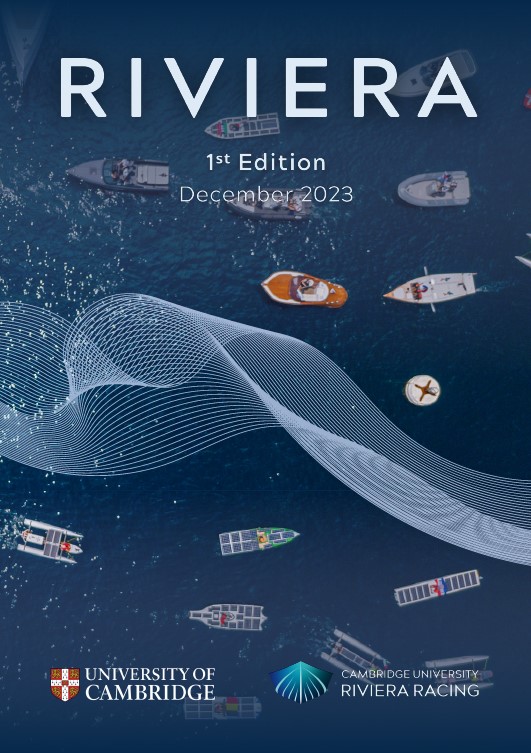 RIVIERA
1st Edition
December 2023
UNIVERSITY OF
CAMBRIDGE
CAMBRIDGE UNIVERSITY
RIVIERA RACING